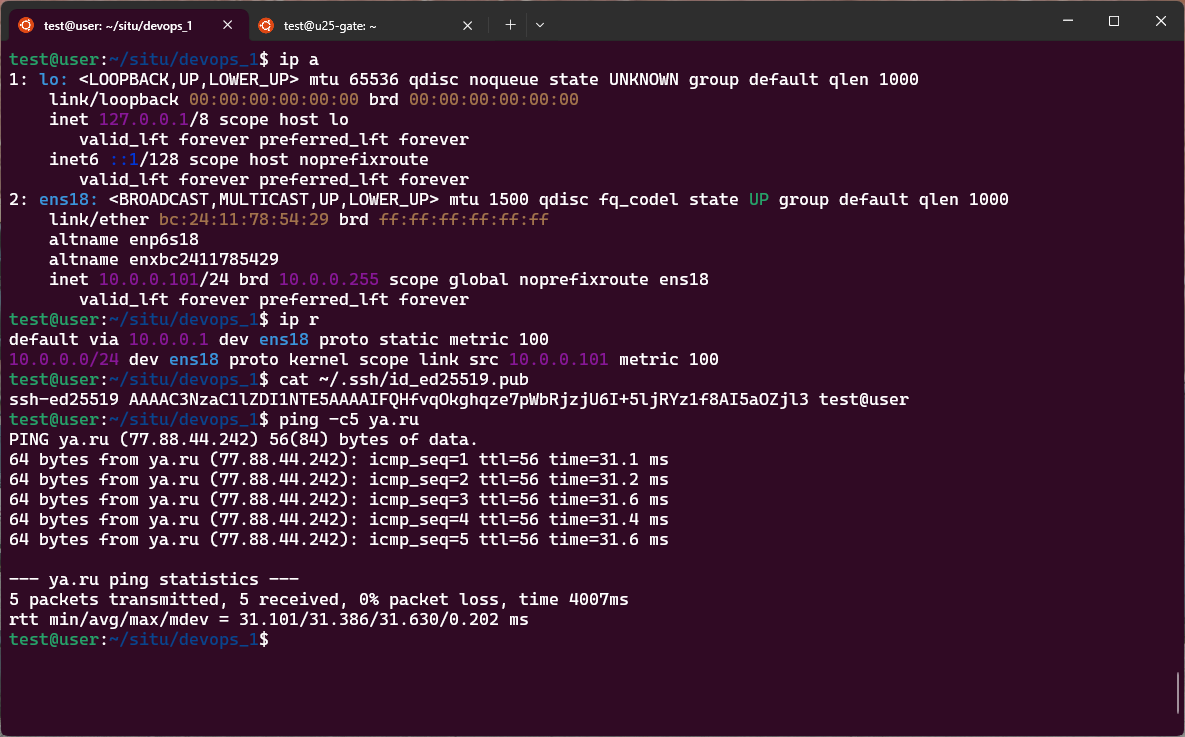 test@user: ~/situ/devops_1
test@u25-gate: ~
test@user:~/situ/devops_1$ ip a
1: lo: <LOOPBACK,UP,LOWER_UP> mtu 65536 qdisc noqueue state UNKNOWN group default qlen 1000
    link/loopback 00:00:00:00:00:00 brd 00:00:00:00:00:00
    inet 127.0.0.1/8 scope host lo
       valid_lft forever preferred_lft forever
    inet6 ::1/128 scope host noprefixroute
       valid_lft forever preferred_lft forever
2: ens18: <BROADCAST,MULTICAST,UP,LOWER_UP> mtu 1500 qdisc fq_codel state UP group default qlen 1000
    link/ether bc:24:11:78:54:29 brd ff:ff:ff:ff:ff:ff
    altname enp6s18
    altname enxbc2411785429
    inet 10.0.0.101/24 brd 10.0.0.255 scope global noprefixroute ens18
       valid_lft forever preferred_lft forever
test@user:~/situ/devops_1$ ip r
default via 10.0.0.1 dev ens18 proto static metric 100
10.0.0.0/24 dev ens18 proto kernel scope link src 10.0.0.101 metric 100
test@user:~/situ/devops_1$ cat ~/.ssh/id_ed25519.pub
ssh-ed25519 AAAAC3NzaC1lZDI1NTE5AAAAIFQHfvqOkghqze7pWbRjzjU6I+5ljRYz1f8AI5aOZjl3 test@user
test@user:~/situ/devops_1$ ping -c5 ya.ru
PING ya.ru (77.88.44.242) 56(84) bytes of data.
64 bytes from ya.ru (77.88.44.242): icmp_seq=1 ttl=56 time=31.1 ms
64 bytes from ya.ru (77.88.44.242): icmp_seq=2 ttl=56 time=31.2 ms
64 bytes from ya.ru (77.88.44.242): icmp_seq=3 ttl=56 time=31.6 ms
64 bytes from ya.ru (77.88.44.242): icmp_seq=4 ttl=56 time=31.4 ms
64 bytes from ya.ru (77.88.44.242): icmp_seq=5 ttl=56 time=31.6 ms

--- ya.ru ping statistics ---
5 packets transmitted, 5 received, 0% packet loss, time 4007ms
rtt min/avg/max/mdev = 31.101/31.386/31.630/0.202 ms
test@user:~/situ/devops_1$